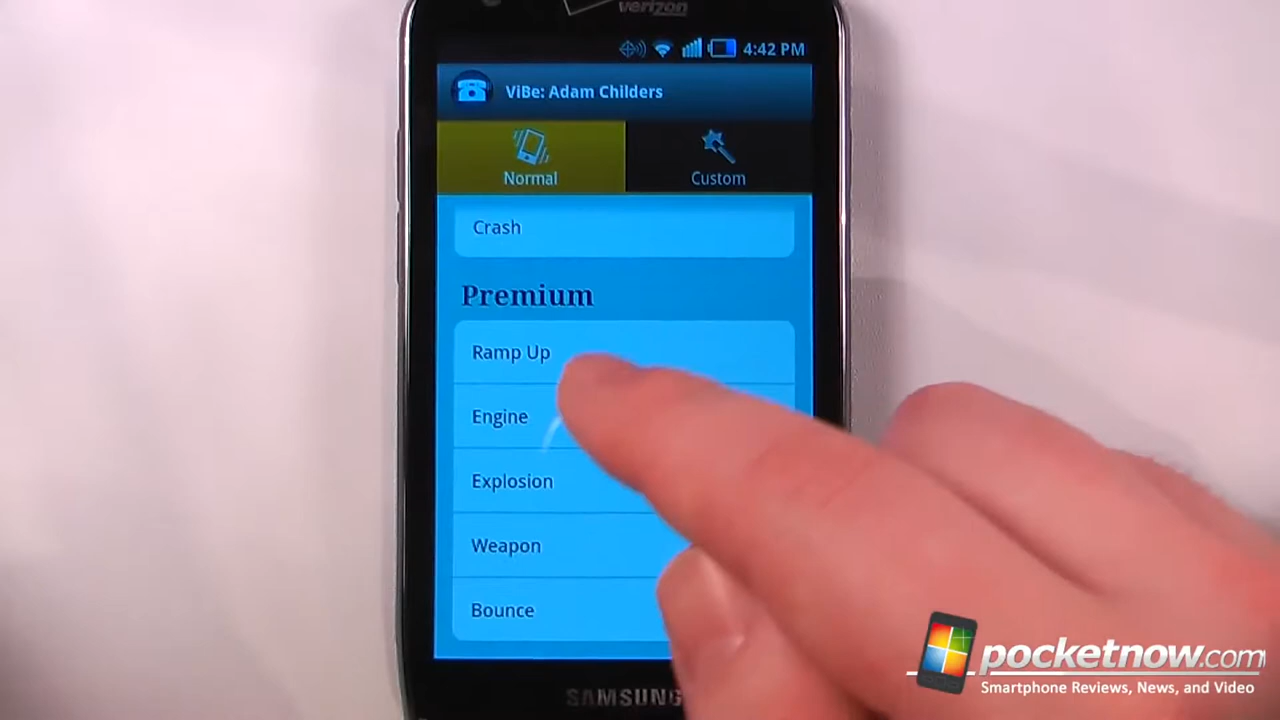 verizon
4:42 PM
ViBe: Adam Childers
Normal
Custom
Crash
Premium
Ramp Up
Engine
Explosion
Weapon
Bounce
SAMSUNG
pocketnow.com
Smartphone Reviews, News, and Video